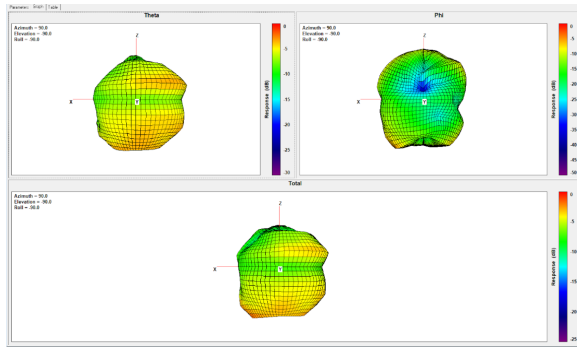 Parameters Graph Table
Theta
Azimuth = 90.0
Elevation = -90.0
Roll = -90.0
Z
X
Y
0
-5
-10
-15
-20
-25
-30
Response (dB)
Phi
Azimuth = 90.0
Elevation = -90.0
Roll = -90.0
Z
X
Y
0
-5
-10
-15
-20
-25
-30
-35
-40
-45
-50
Response (dB)
Total
Azimuth = 90.0
Elevation = -90.0
Roll = -90.0
Z
X
Y
0
-5
-10
-15
-20
-25
Response (dB)